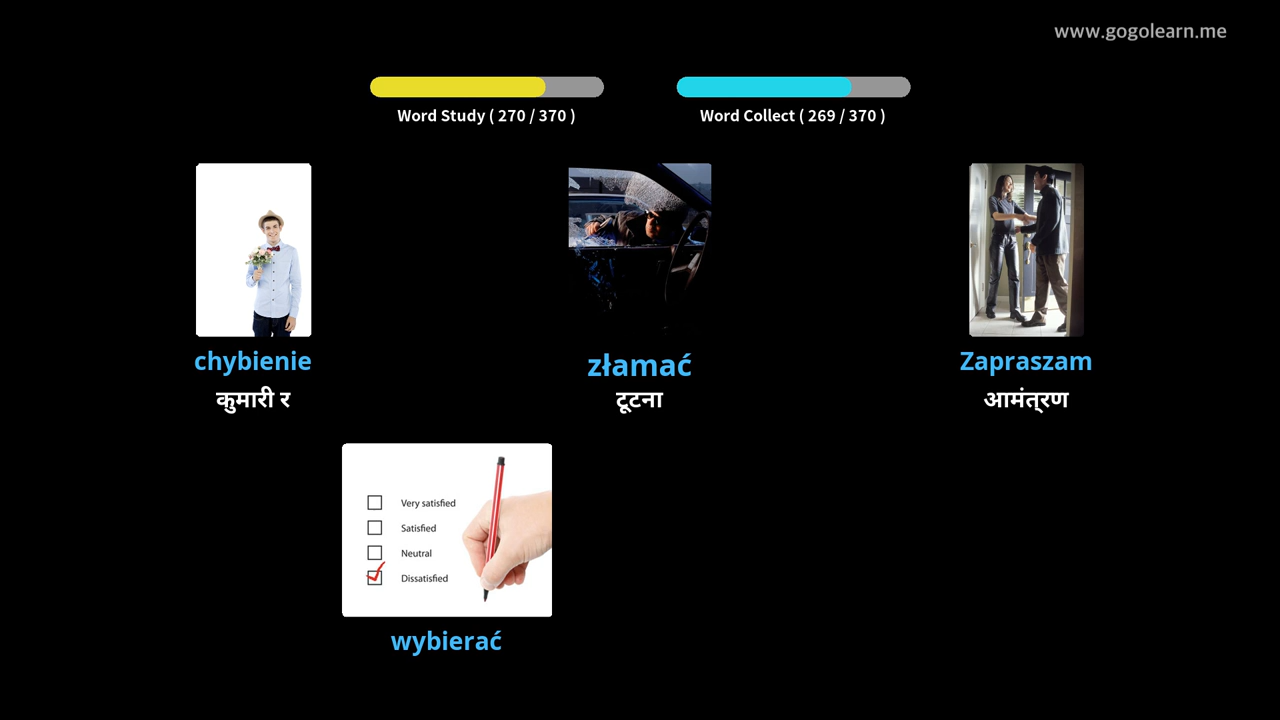 www.gogolearn.me
Word Study ( 270 / 370 )
Word Collect ( 269 / 370 )
chybienie
कुमारी र
złamać
टूटना
Zapraszam
आमंत्रण
Very satisfied
Satisfied
Neutral
Dissatisfied
wybierać